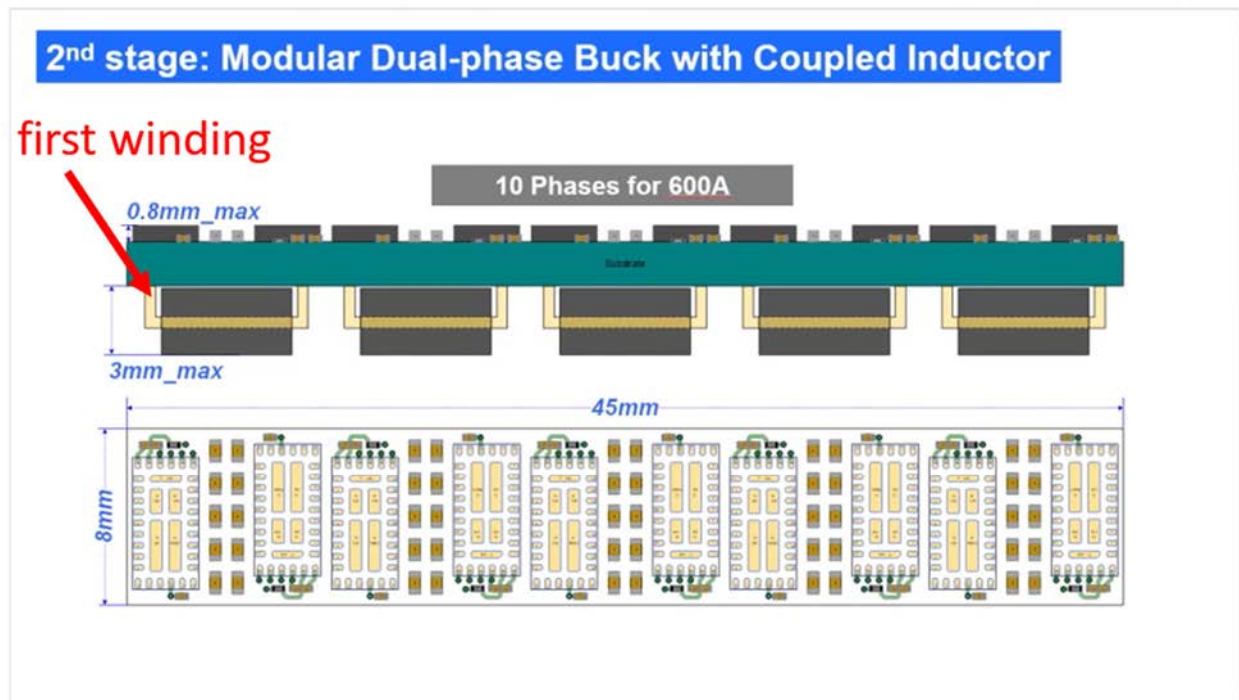 2nd stage: Modular Dual-phase Buck with Coupled Inductor
first winding
10 Phases for 600A
0.8mm_max
Substrate
3mm_max
45mm
8mm